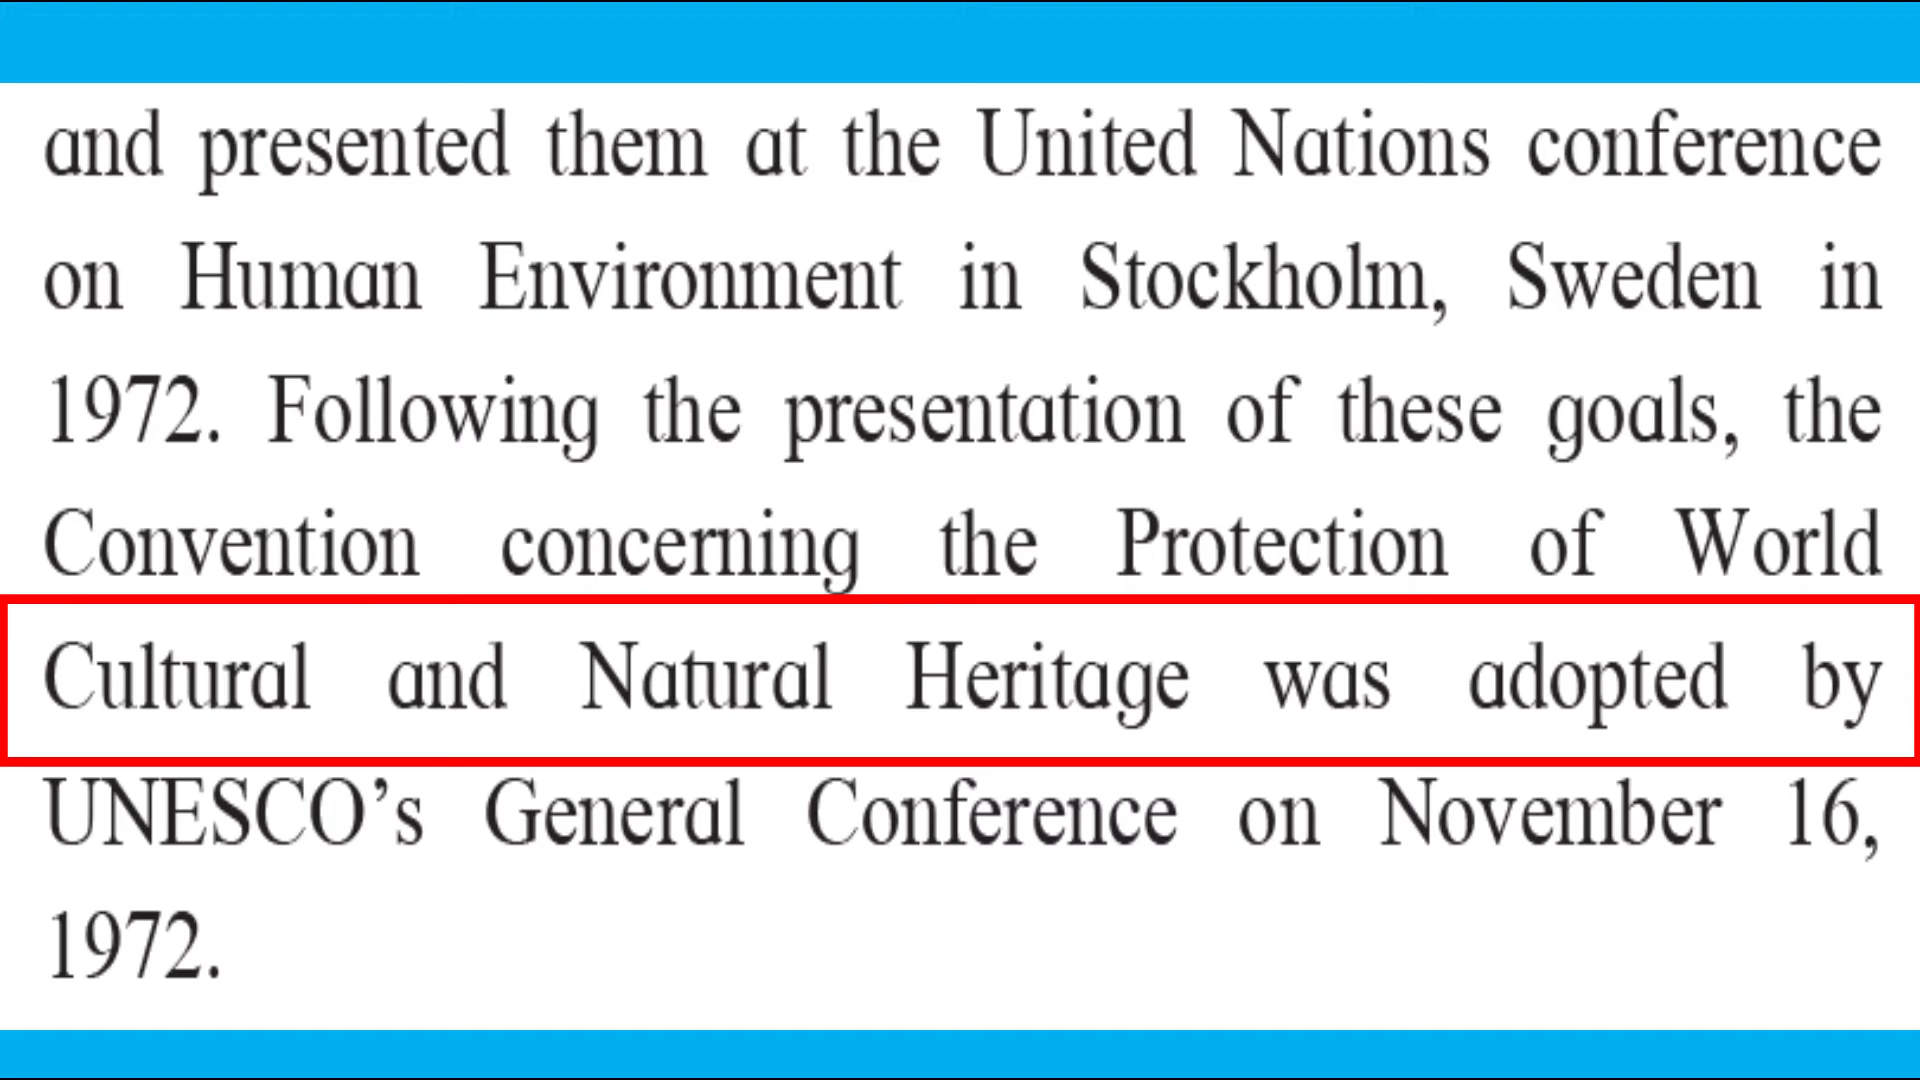 and presented them at the United Nations conference
on Human Environment in Stockholm, Sweden in
1972. Following the presentation of these goals, the
Convention concerning the Protection of World
Cultural and Natural Heritage was adopted by
UNESCO’s General Conference on November 16,
1972.